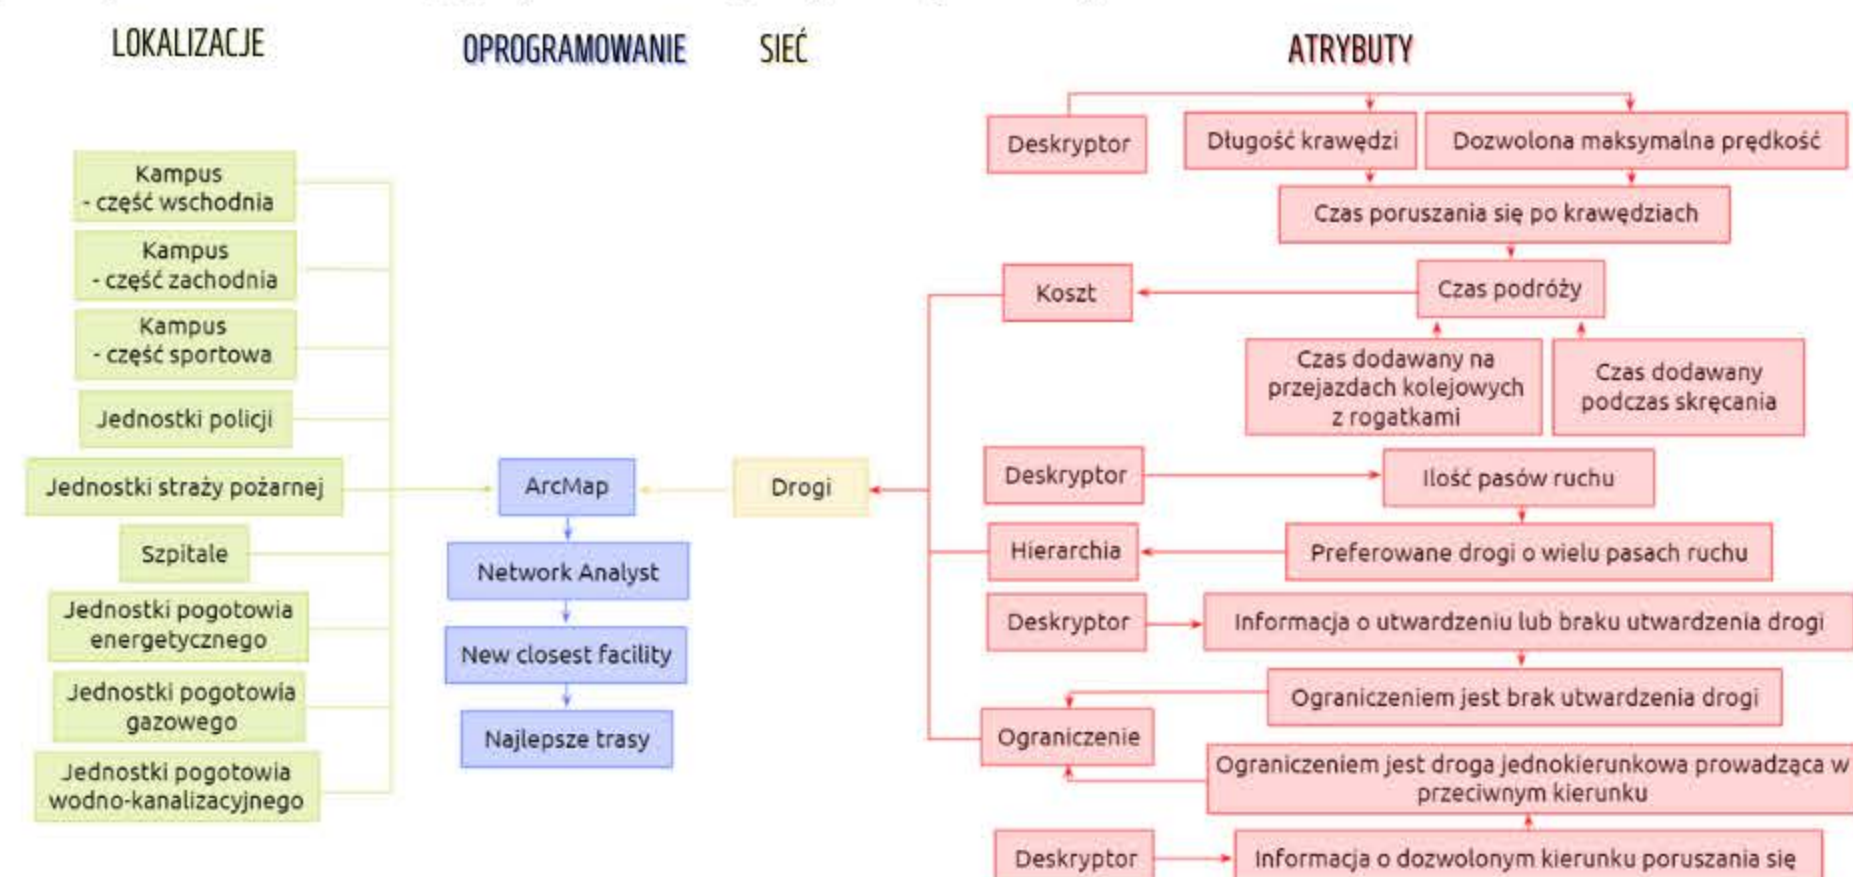 LOKALIZACJE
OPROGRAMOWANIE
SIEĆ
ATRYBUTY
Kampus
- część wschodnia
Kampus
- część zachodnia
Kampus
- część sportowa
Jednostki policji
Jednostki straży pożarnej
Szpitale
Jednostki pogotowia
energetycznego
Jednostki pogotowia
gazowego
Jednostki pogotowia
wodno-kanalizacyjnego
ArcMap
Network Analyst
New closest facility
Najlepsze trasy
Drogi
Deskryptor
Długość krawędzi
Dozwolona maksymalna prędkość
Czas poruszania się po krawędziach
Koszt
Czas podróży
Czas dodawany na
przejazdach kolejowych
z rogatkami
Czas dodawany
podczas skręcania
Deskryptor
Ilość pasów ruchu
Hierarchia
Preferowane drogi o wielu pasach ruchu
Deskryptor
Informacja o utwardzeniu lub braku utwardzenia drogi
Ograniczeniem jest brak utwardzenia drogi
Ograniczenie
Ograniczeniem jest droga jednokierunkowa prowadząca w
przeciwnym kierunku
Deskryptor
Informacja o dozwolonym kierunku poruszania się